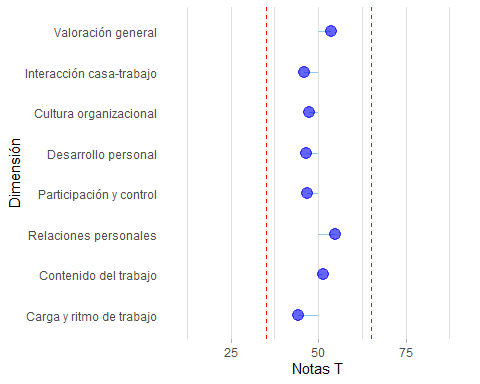 Valoración general
Interacción casa-trabajo
Cultura organizacional
Desarrollo personal
Participación y control
Relaciones personales
Contenido del trabajo
Carga y ritmo de trabajo
Dimensión
25 50 75
Notas T